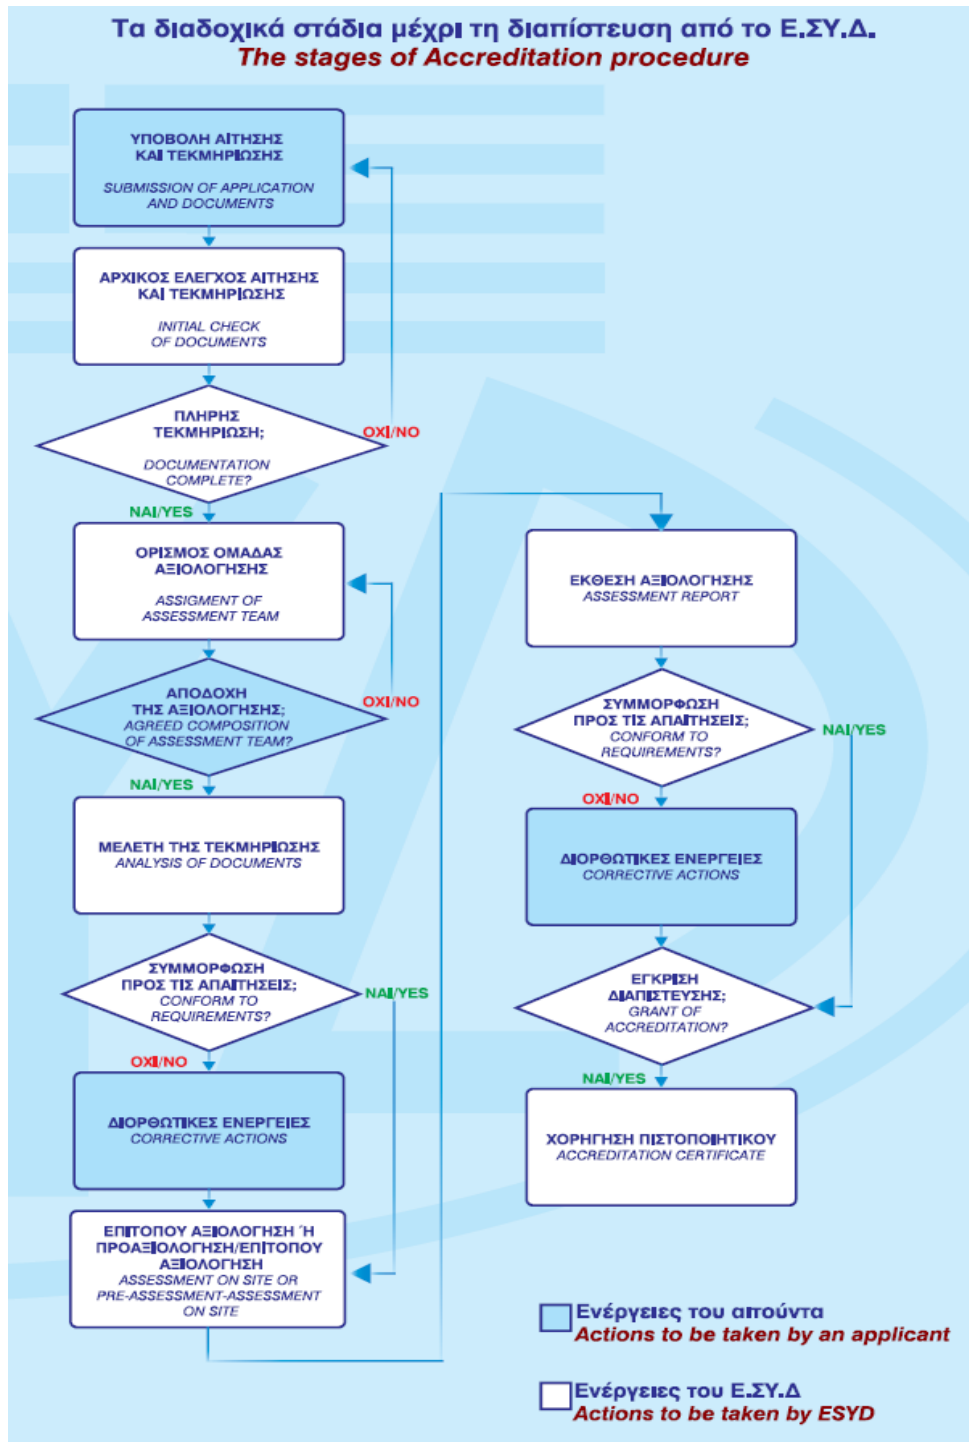 Τα διαδοχικά στάδια μέχρι τη διαπίστευση από το Ε.ΣΥ.Δ.
The stages of Accreditation procedure
ΥΠΟΒΟΛΗ ΑΙΤΗΣΗΣ
ΚΑΙ ΤΕΚΜΗΡΙΩΣΗΣ
SUBMISSION OF APPLICATION
AND DOCUMENTS
ΑΡΧΙΚΟΣ ΕΛΕΓΧΟΣ ΑΙΤΗΣΗΣ
ΚΑΙ ΤΕΚΜΗΡΙΩΣΗΣ
INITIAL CHECK
OF DOCUMENTS
ΠΛΗΡΗΣ
ΤΕΚΜΗΡΙΩΣΗ;
DOCUMENTATION
COMPLETE?
ΟΧΙ/NO
ΝΑΙ/YES
ΟΡΙΣΜΟΣ ΟΜΑΔΑΣ
ΑΞΙΟΛΟΓΗΣΗΣ
ASSIGMENT OF
ASSESSMENT TEAM
ΑΠΟΔΟΧΗ
ΤΗΣ ΑΞΙΟΛΟΓΗΣΗΣ;
AGREED COMPOSITION
OF ASSESSMENT TEAM?
ΟΧΙ/NO
ΝΑΙ/YES
ΜΕΛΕΤΗ ΤΗΣ ΤΕΚΜΗΡΙΩΣΗΣ
ANALYSIS OF DOCUMENTS
ΣΥΜΜΟΡΦΩΣΗ
ΠΡΟΣ ΤΙΣ ΑΠΑΙΤΗΣΕΙΣ;
CONFORM TO
REQUIREMENTS?
ΝΑΙ/YES
ΟΧΙ/NO
ΔΙΟΡΘΩΤΙΚΕΣ ΕΝΕΡΓΕΙΕΣ
CORRECTIVE ACTIONS
ΕΠΙΤΟΠΟΥ ΑΞΙΟΛΟΓΗΣΗ Ή
ΠΡΟΑΞΙΟΛΟΓΗΣΗ/ΕΠΙΤΟΠΟΥ
ΑΞΙΟΛΟΓΗΣΗ
ASSESSMENT ON SITE OR
PRE-ASSESSMENT-ASSESSMENT
ON SITE
ΕΚΘΕΣΗ ΑΞΙΟΛΟΓΗΣΗΣ
ASSESSMENT REPORT
ΣΥΜΜΟΡΦΩΣΗ
ΠΡΟΣ ΤΙΣ ΑΠΑΙΤΗΣΕΙΣ;
CONFORM TO
REQUIREMENTS?
ΝΑΙ/YES
ΟΧΙ/NO
ΔΙΟΡΘΩΤΙΚΕΣ ΕΝΕΡΓΕΙΕΣ
CORRECTIVE ACTIONS
ΕΓΚΡΙΣΗ
ΔΙΑΠΙΣΤΕΥΣΗΣ;
GRANT OF
ACCREDITATION?
ΝΑΙ/YES
ΧΟΡΗΓΗΣΗ ΠΙΣΤΟΠΟΙΗΤΙΚΟΥ
ACCREDITATION CERTIFICATE
Ενέργειες του αιτούντα
Actions to be taken by an applicant
Ενέργειες του Ε.ΣΥ.Δ
Actions to be taken by ESYD